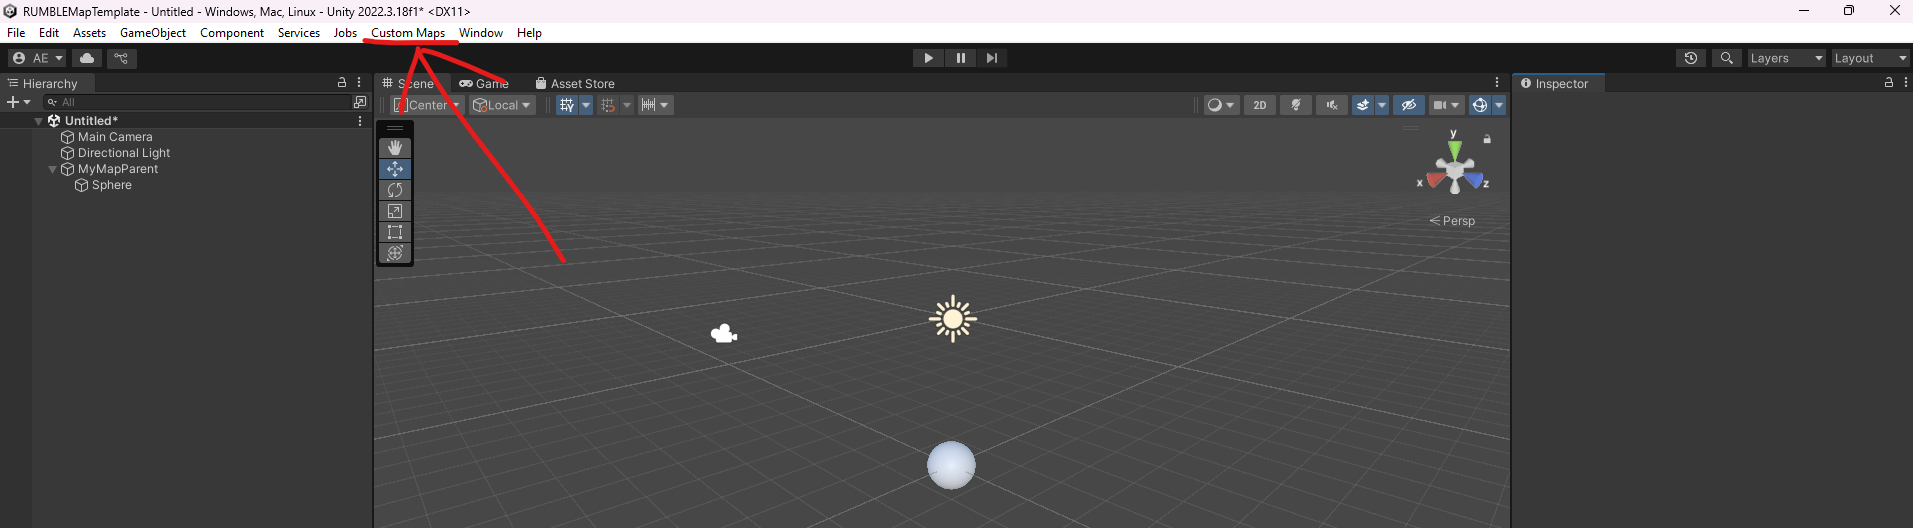 RUMBLEMapTemplate - Untitled - Windows, Mac, Linux - Unity 2022.3.18f1* <DX11>
File Edit Assets GameObject Component Services Jobs Custom Maps Window Help
AE Layers Layout
Hierarchy Scene Game Asset Store Inspector
All Center Local 2D
Untitled*
Main Camera
Directional Light
MyMapParent
Sphere
y
x z
Persp